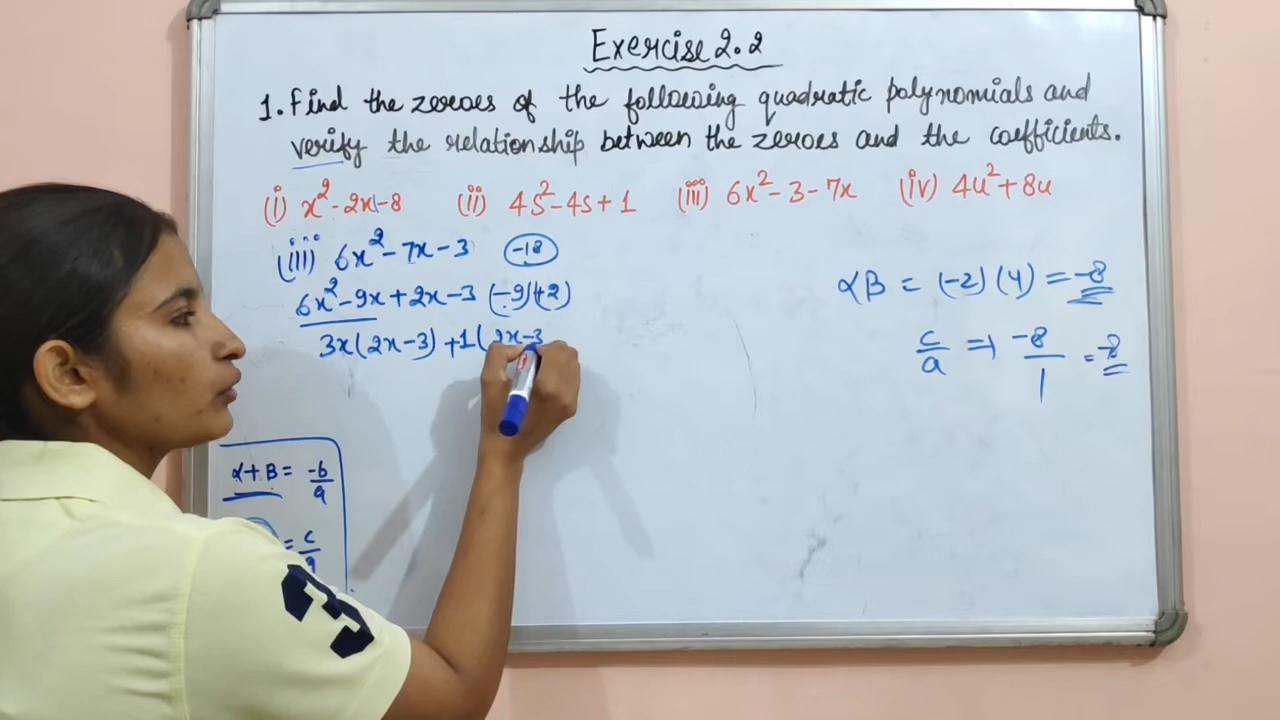 Exercise 2.2
1. Find the zeroes of the following quadratic polynomials and
verify the relationship between the zeroes and the coefficients.
(i) x² - 2x - 8 (ii) 4s² - 4s + 1 (iii) 6x² - 3 - 7x (iv) 4u² + 8u
(iii) 6x² - 7x - 3 -18
6x² - 9x + 2x - 3 (-9)(+2)
3x(2x-3) +1(2x-3
αβ = (-2)(4) = -8
c/a = -8/1 = -8
α+β = -b/a
= c/a
3